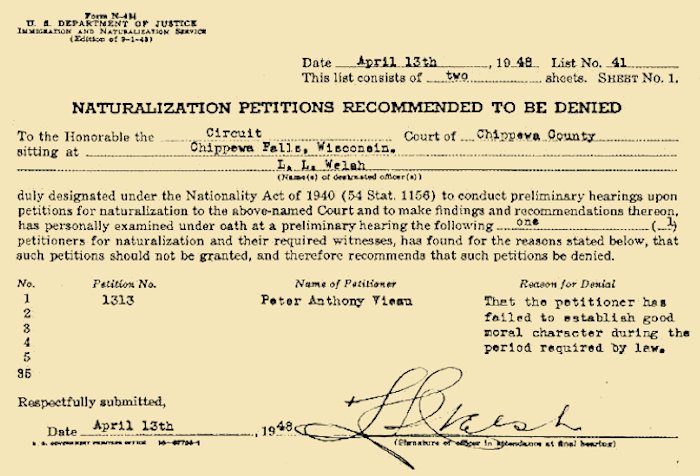 Form N-484
U. S. DEPARTMENT OF JUSTICE
IMMIGRATION AND NATURALIZATION SERVICE
(Edition of 9-1-43)
Date April 13th , 1948 List No. 41
This list consists of two sheets. SHEET NO. 1.
NATURALIZATION PETITIONS RECOMMENDED TO BE DENIED
To the Honorable the Circuit Court of Chippewa County
sitting at Chippewa Falls, Wisconsin.
L. L. Welsh
(Name(s) of designated officer(s))
duly designated under the Nationality Act of 1940 (54 Stat. 1156) to conduct preliminary hearings upon
petitions for naturalization to the above-named Court and to make findings and recommendations thereon,
has personally examined under oath at a preliminary hearing the following one ( 1 )
petitioners for naturalization and their required witnesses, has found for the reasons stated below, that
such petitions should not be granted, and therefore recommends that such petitions be denied.
No. Petition No. Name of Petitioner Reason for Denial
1 1313 Peter Anthony Vieau That the petitioner has
2 failed to establish good
3 moral character during the
4 period required by law.
5
35
Respectfully submitted,
Date April 13th , 1948 L L Welsh
U. S. GOVERNMENT PRINTING OFFICE (Signature of officer in attendance at final hearing)